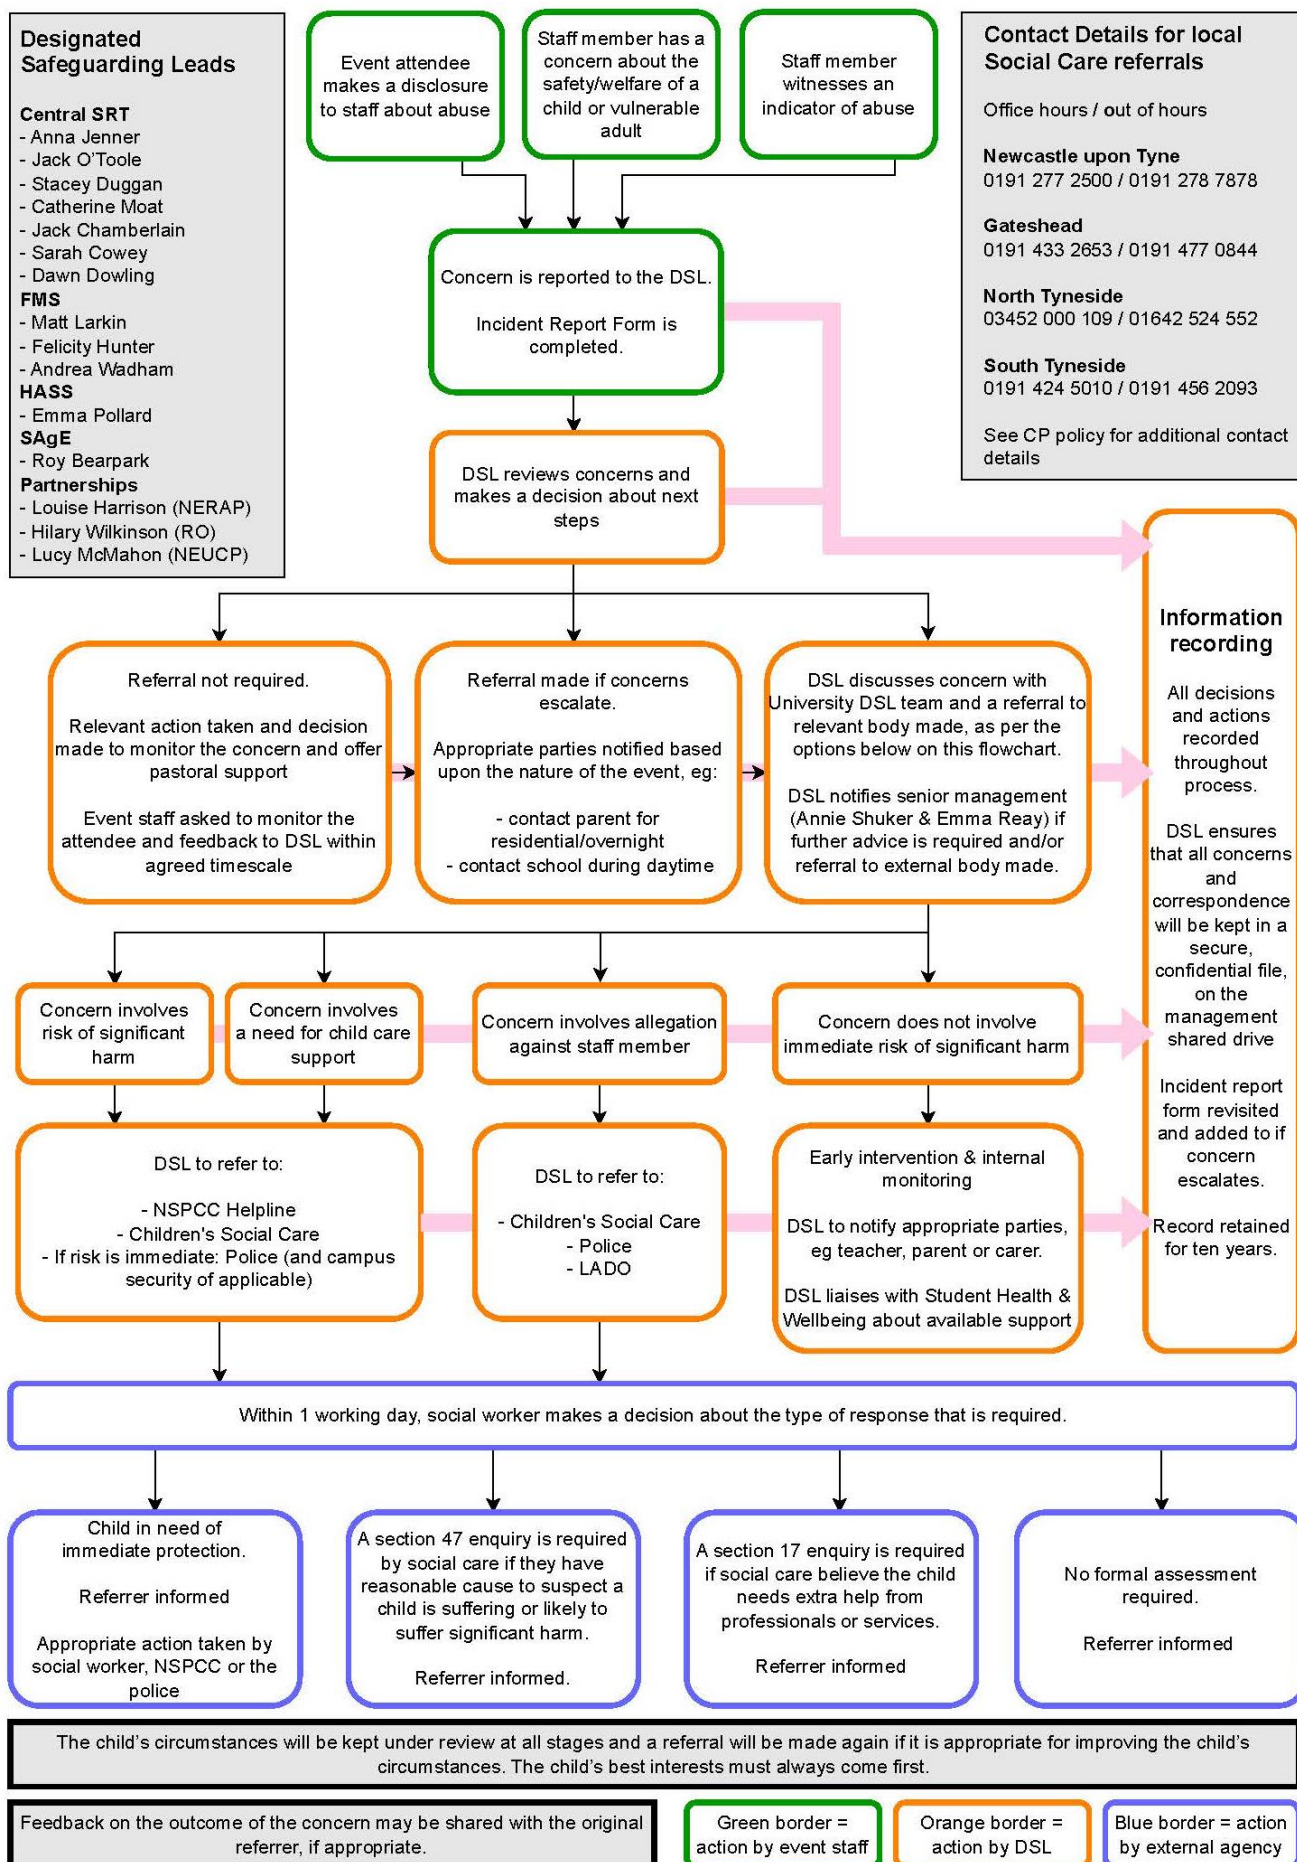 Designated
Safeguarding Leads
Central SRT
- Anna Jenner
- Jack O'Toole
- Stacey Duggan
- Catherine Moat
- Jack Chamberlain
- Sarah Cowey
- Dawn Dowling
FMS
- Matt Larkin
- Felicity Hunter
- Andrea Wadham
HASS
- Emma Pollard
SAgE
- Roy Bearpark
Partnerships
- Louise Harrison (NERAP)
- Hilary Wilkinson (RO)
- Lucy McMahon (NEUCP)
Event attendee
makes a disclosure
to staff about abuse
Staff member has a
concern about the
safety/welfare of a
child or vulnerable
adult
Staff member
witnesses an
indicator of abuse
Contact Details for local
Social Care referrals
Office hours / out of hours
Newcastle upon Tyne
0191 277 2500 / 0191 278 7878
Gateshead
0191 433 2653 / 0191 477 0844
North Tyneside
03452 000 109 / 01642 524 552
South Tyneside
0191 424 5010 / 0191 456 2093
See CP policy for additional contact
details
Concern is reported to the DSL.
Incident Report Form is
completed.
DSL reviews concerns and
makes a decision about next
steps
Referral not required.
Relevant action taken and decision
made to monitor the concern and offer
pastoral support
Event staff asked to monitor the
attendee and feedback to DSL within
agreed timescale
Referral made if concerns
escalate.
Appropriate parties notified based
upon the nature of the event, eg:
- contact parent for
residential/overnight
- contact school during daytime
DSL discusses concern with
University DSL team and a referral to
relevant body made, as per the
options below on this flowchart.
DSL notifies senior management
(Annie Shuker & Emma Reay) if
further advice is required and/or
referral to external body made.
Information
recording
All decisions
and actions
recorded
throughout
process.
DSL ensures
that all concerns
and
correspondence
will be kept in a
secure,
confidential file,
on the
management
shared drive
Incident report
form revisited
and added to if
concern
escalates.
Record retained
for ten years.
Concern involves
risk of significant
harm
Concern involves
a need for child care
support
Concern involves allegation
against staff member
Concern does not involve
immediate risk of significant harm
DSL to refer to:
- NSPCC Helpline
- Children's Social Care
- If risk is immediate: Police (and campus
security of applicable)
DSL to refer to:
- Children's Social Care
- Police
- LADO
Early intervention & internal
monitoring
DSL to notify appropriate parties,
eg teacher, parent or carer.
DSL liaises with Student Health &
Wellbeing about available support
Within 1 working day, social worker makes a decision about the type of response that is required.
Child in need of
immediate protection.
Referrer informed
Appropriate action taken by
social worker, NSPCC or the
police
A section 47 enquiry is required
by social care if they have
reasonable cause to suspect a
child is suffering or likely to
suffer significant harm.
Referrer informed.
A section 17 enquiry is required
if social care believe the child
needs extra help from
professionals or services.
Referrer informed
No formal assessment
required.
Referrer informed
The child's circumstances will be kept under review at all stages and a referral will be made again if it is appropriate for improving the child's
circumstances. The child's best interests must always come first.
Feedback on the outcome of the concern may be shared with the original
referrer, if appropriate.
Green border =
action by event staff
Orange border =
action by DSL
Blue border = action
by external agency